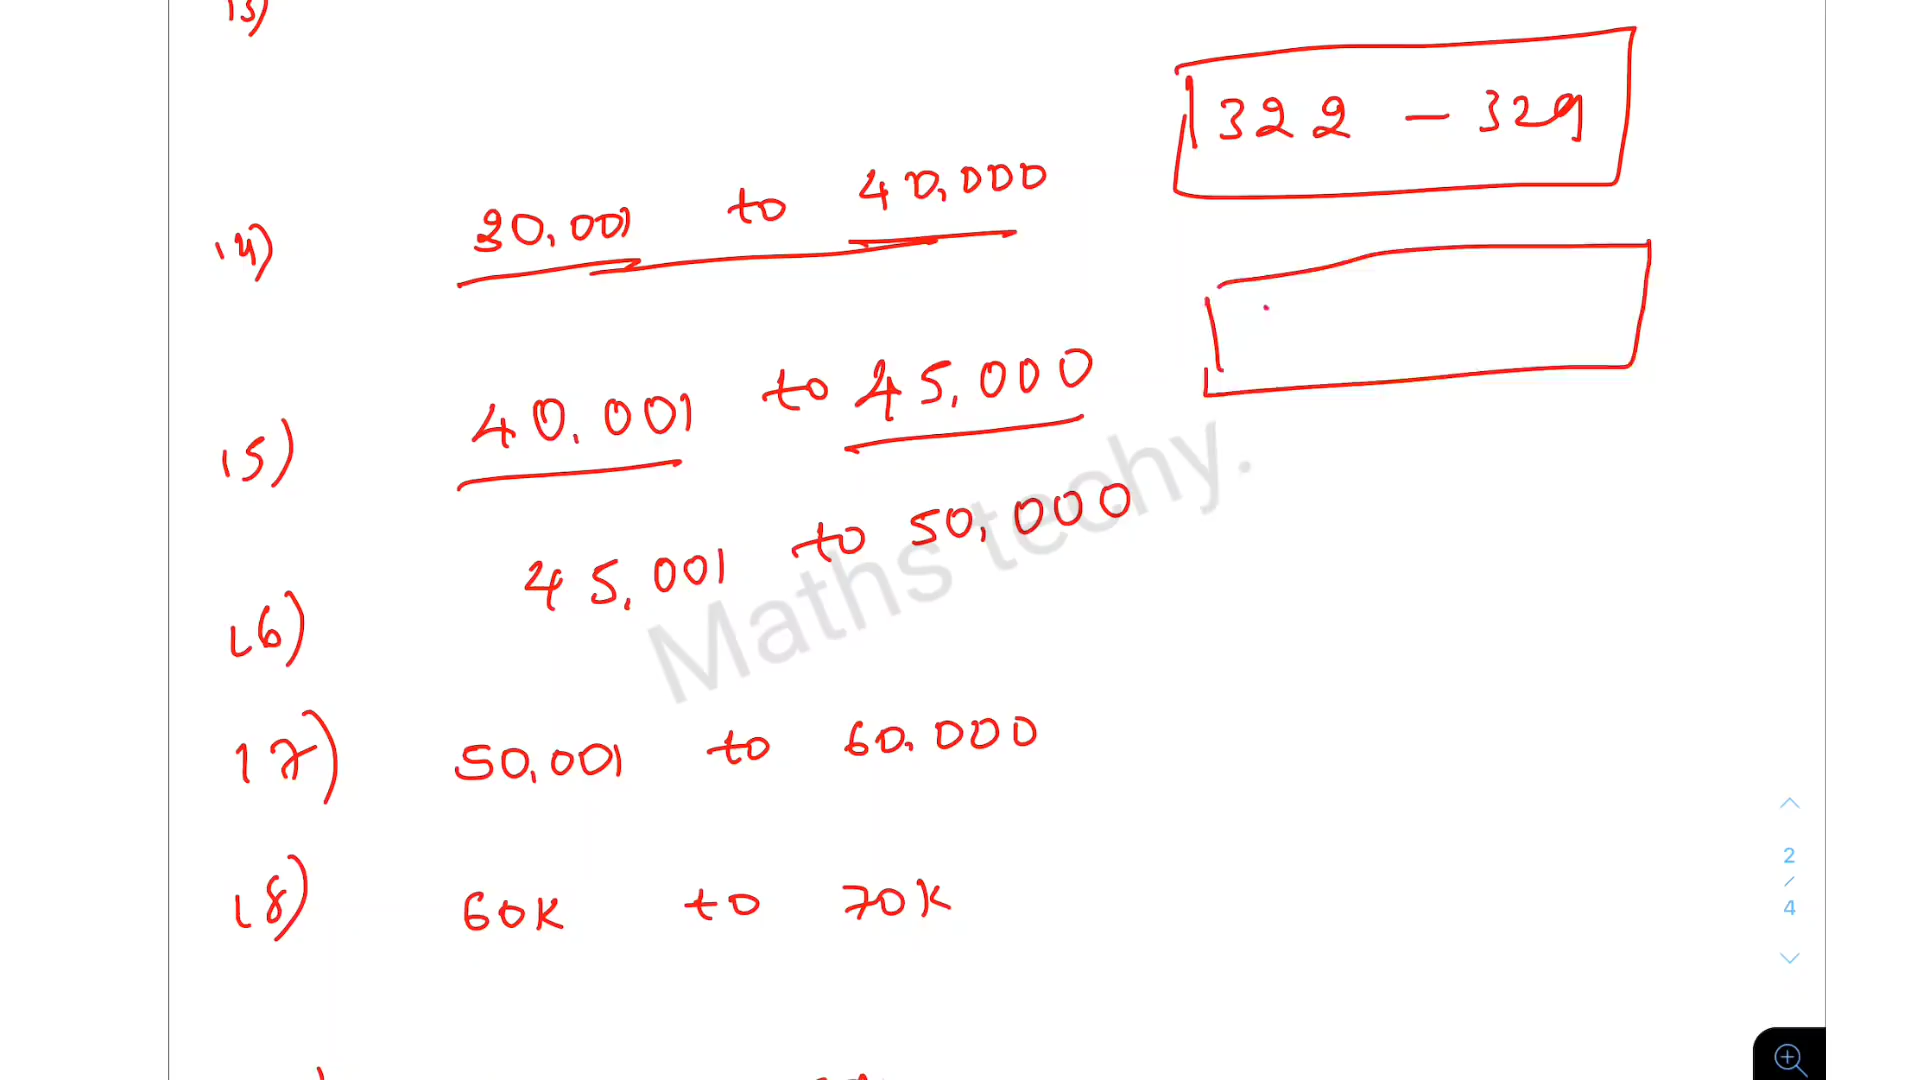 13)
322 - 329
14) 30,001 to 40,000
15) 40,001 to 45,000
16) 45,001 to 50,000
Maths techy.
17) 50,001 to 60,000
18) 60K to 70K
2
/
4